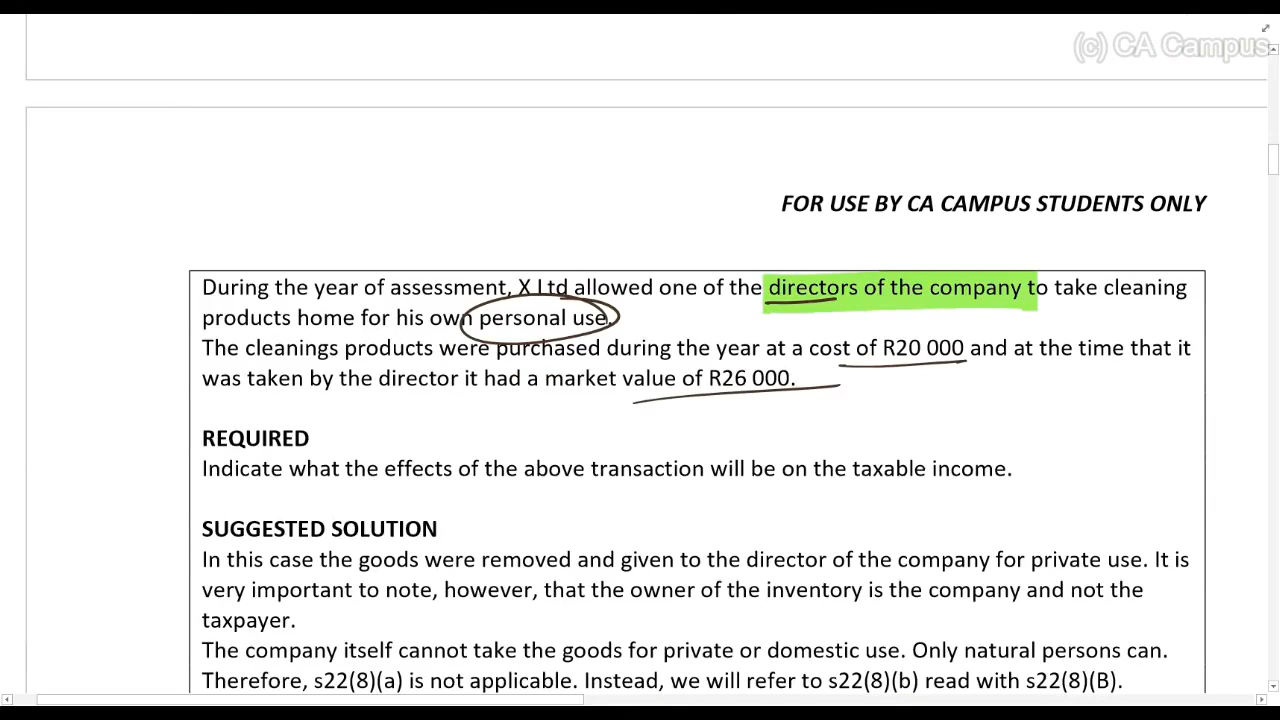 (c) CA Campus
FOR USE BY CA CAMPUS STUDENTS ONLY
During the year of assessment, X Ltd allowed one of the directors of the company to take cleaning
products home for his own personal use.
The cleanings products were purchased during the year at a cost of R20 000 and at the time that it
was taken by the director it had a market value of R26 000.
REQUIRED
Indicate what the effects of the above transaction will be on the taxable income.
SUGGESTED SOLUTION
In this case the goods were removed and given to the director of the company for private use. It is
very important to note, however, that the owner of the inventory is the company and not the
taxpayer.
The company itself cannot take the goods for private or domestic use. Only natural persons can.
Therefore, s22(8)(a) is not applicable. Instead, we will refer to s22(8)(b) read with s22(8)(B).